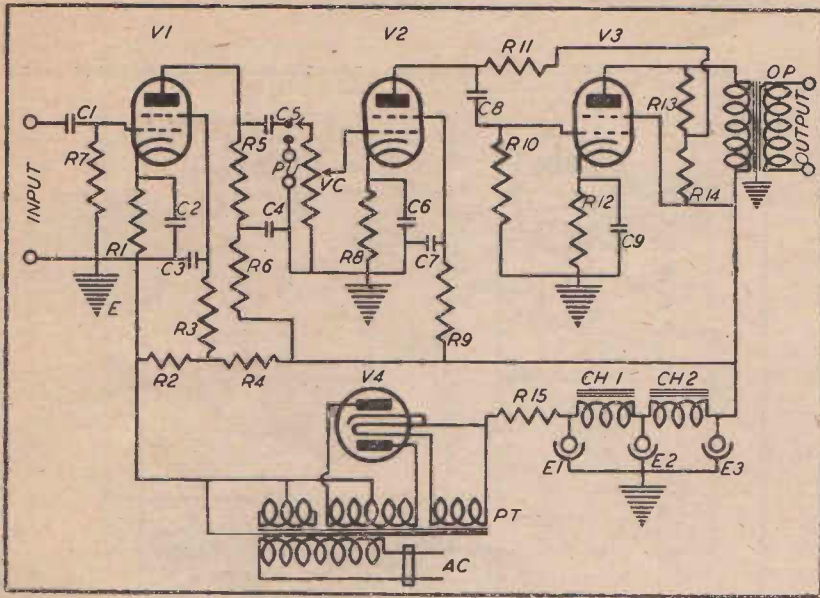 V1
V2
V3
R11
OP
C1
C5
C8
R13
R7
R5
PU
VC
R10
OUTPUT
INPUT
C2
C4
C6
R12
R14
R1
R8
C9
C3
R6
C7
E
R3
R9
R2
R4
V4
CH 1
CH 2
R15
E1
E2
E3
PT
AC